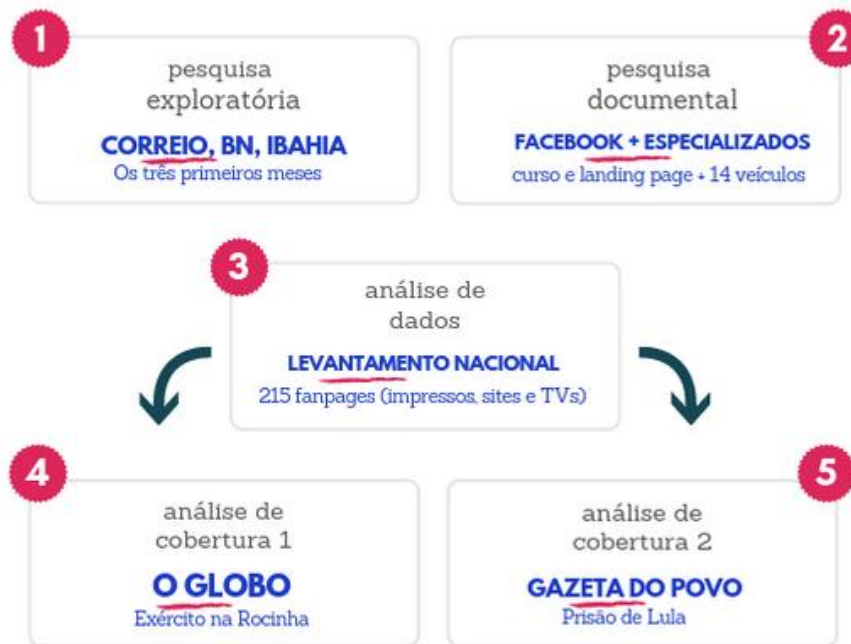 1
pesquisa
exploratória
CORREIO, BN, IBAHIA
Os três primeiros meses
2
pesquisa
documental
FACEBOOK + ESPECIALIZADOS
curso e landing page + 14 veículos
3
análise de
dados
LEVANTAMENTO NACIONAL
215 fanpages (impressos, sites e TVs)
4
análise de
cobertura 1
O GLOBO
Exército na Rocinha
5
análise de
cobertura 2
GAZETA DO POVO
Prisão de Lula